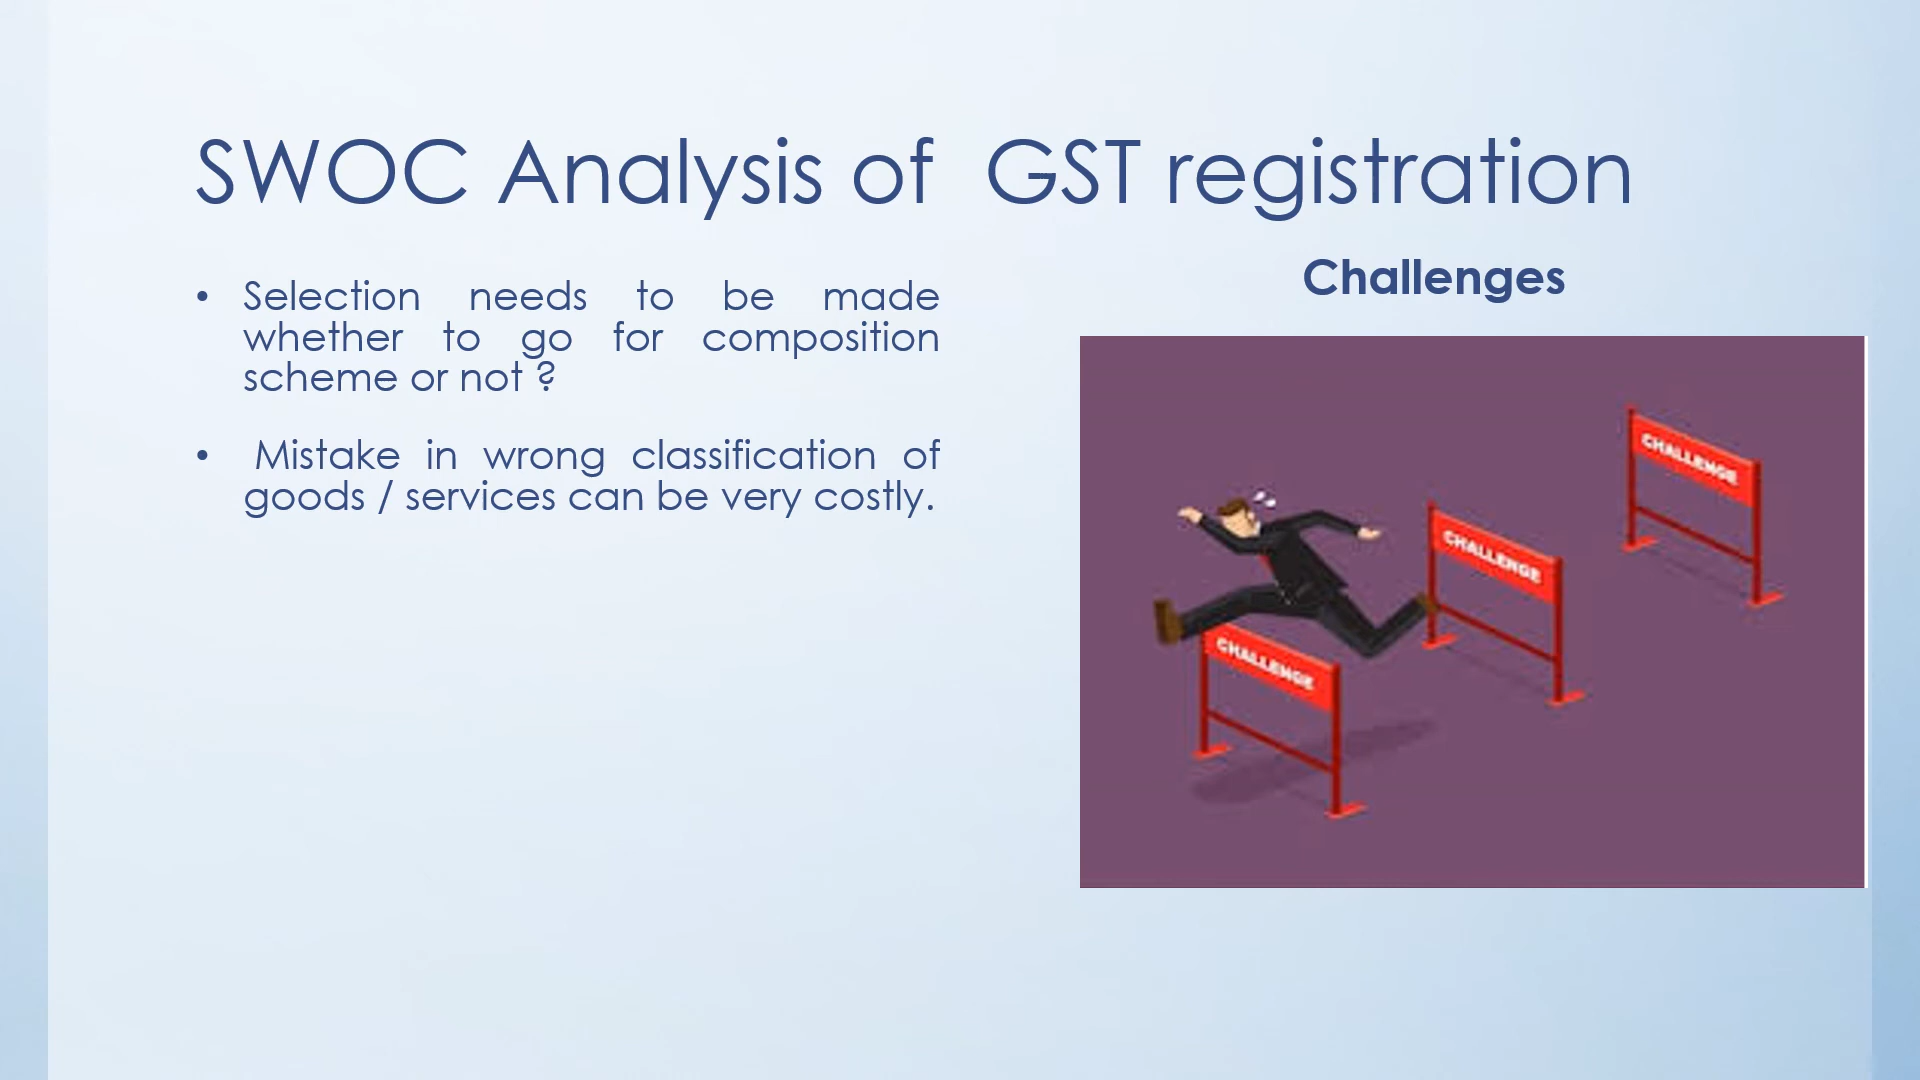 SWOC Analysis of  GST registration
• Selection needs to be made
whether to go for composition
scheme or not ?
•  Mistake in wrong classification of
goods / services can be very costly.
Challenges
CHALLENGE
CHALLENGE
CHALLENGE